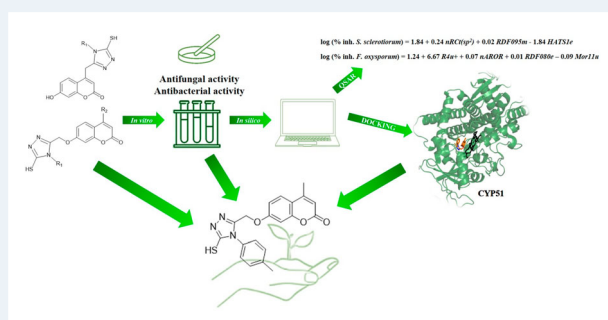 log (% inh. S. sclerotiorum) = 1.84 + 0.24 nRCt(sp²) + 0.02 RDF095m - 1.84 HATS1e
log (% inh. F. oxysporum) = 1.24 + 6.67 R4u+ + 0.07 nAROR + 0.01 RDF080e – 0.09 Mor11u
QSAR
SH
R₁
N
N
N
HO
O
O
Antifungal activity
Antibacterial activity
In vitro
In silico
DOCKING
R₂
N
N
N
O
O
O
HS
R₁
CYP51
N
N
N
O
O
O
HS